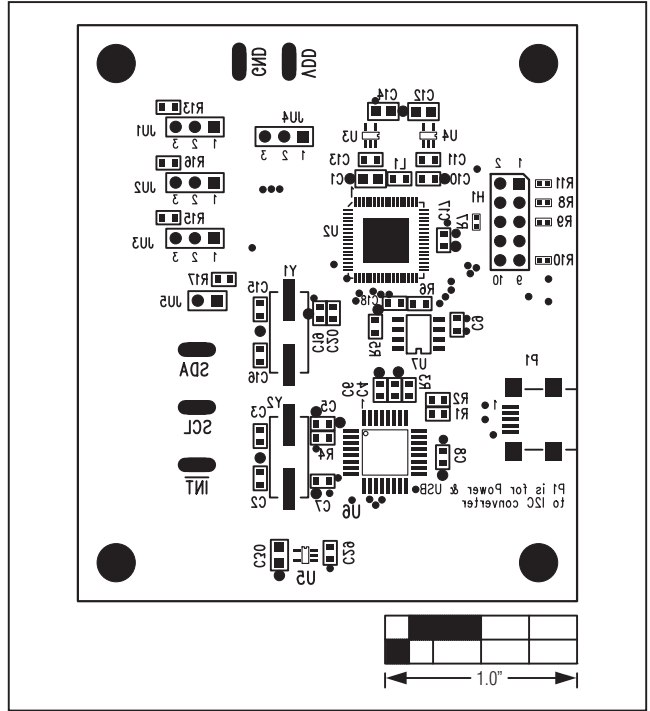 GND
VDD
C14
C12
R13
JU4
U3
U4
JU1
3 2 1
3 2 1
R16
C13
L1
C11
2 1
JU2
C1
C10
H1
R11
3 2 1
1
R8
R15
U2
C17
R7
R9
JU3
3 2 1
R10
R17
Y1
10 9
C15
C18
R6
JU5
C19
C20
R5
C9
SDA
C16
U7
P1
C6
C4
R3
C3
Y2
C5
1
R2
1
SCL
R1
R4
C8
INT
C2
C7
U6
P1 is for Power & USB
to I2C converter
C30
U5
C29
1.0"